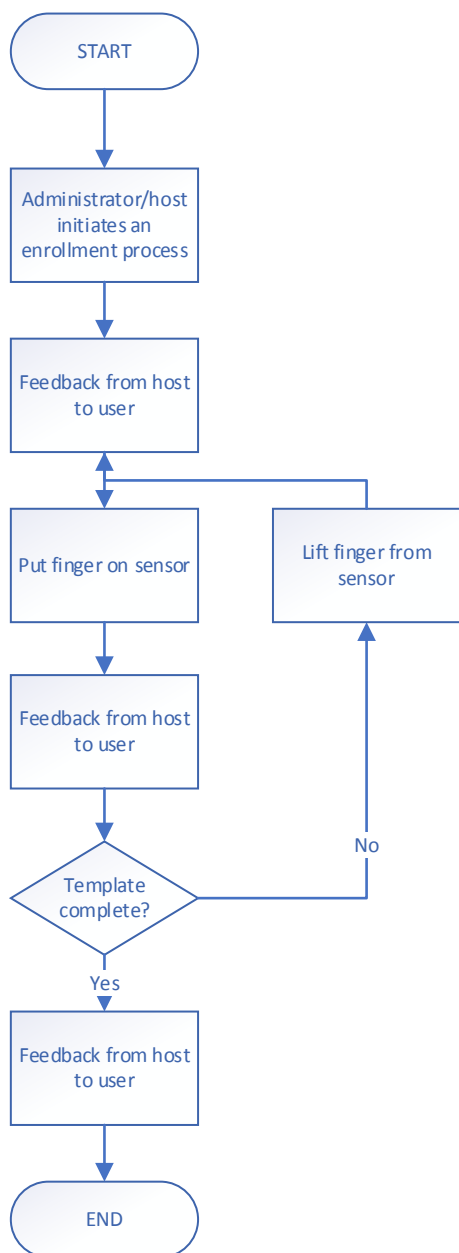 START
Administrator/host
initiates an
enrollment process
Feedback from host
to user
Put finger on sensor
Lift finger from
sensor
Feedback from host
to user
No
Template
complete?
Yes
Feedback from host
to user
END